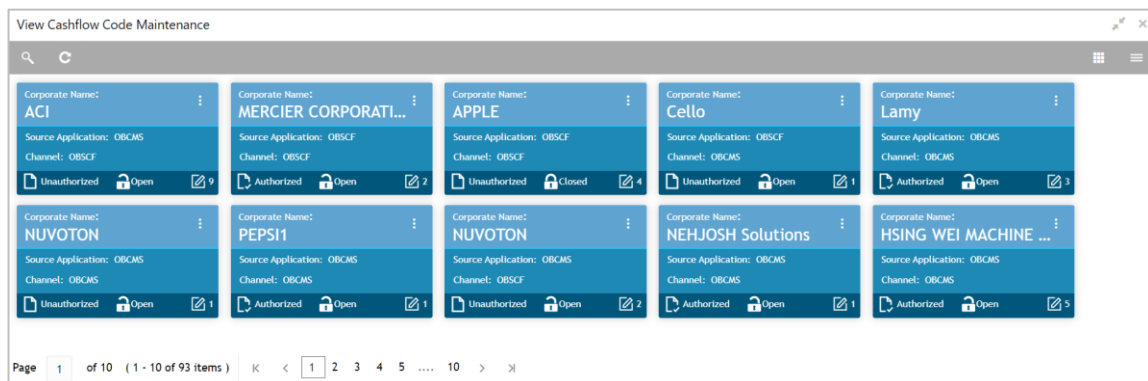 View Cashflow Code Maintenance
Corporate Name:
ACI
Source Application: OBCMS
Channel: OBSCF
Unauthorized Open 9
Corporate Name:
MERCIER CORPORATI...
Source Application: OBSCF
Channel: OBSCF
Authorized Open 2
Corporate Name:
APPLE
Source Application: OBSCF
Channel: OBSCF
Unauthorized Closed 4
Corporate Name:
Cello
Source Application: OBSCF
Channel: OBCMS
Unauthorized Open 1
Corporate Name:
Lamy
Source Application: OBCMS
Channel: OBCMS
Authorized Open 3
Corporate Name:
NUVOTON
Source Application: OBCMS
Channel: OBCMS
Unauthorized Open 1
Corporate Name:
PEPSI1
Source Application: OBCMS
Channel: OBCMS
Authorized Open 1
Corporate Name:
NUVOTON
Source Application: OBCMS
Channel: OBSCF
Unauthorized Open 2
Corporate Name:
NEHJOSH Solutions
Source Application: OBCMS
Channel: OBCMS
Authorized Open 1
Corporate Name:
HSING WEI MACHINE ...
Source Application: OBCMS
Channel: OBCMS
Authorized Open 5
Page 1 of 10 ( 1 - 10 of 93 items ) 1 2 3 4 5 .... 10